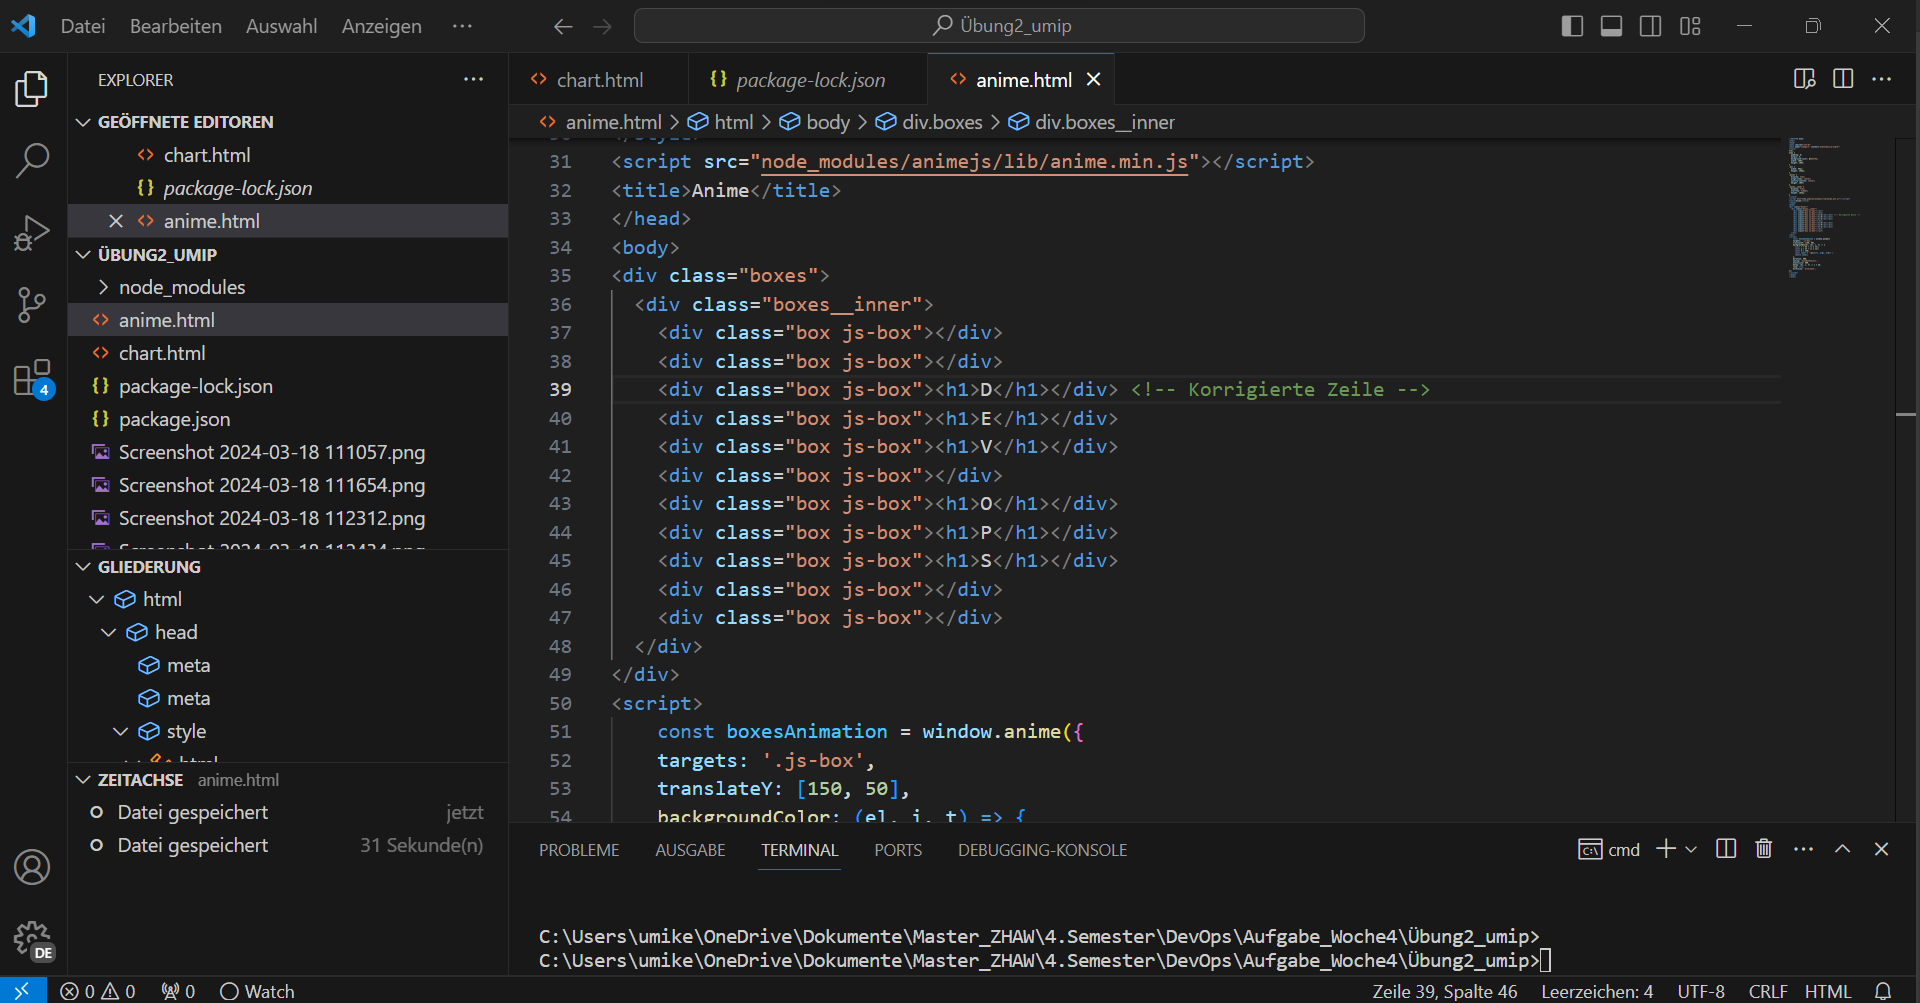 Datei Bearbeiten Auswahl Anzeigen ··· Übung2_umip
EXPLORER
GEÖFFNETE EDITOREN
chart.html
package-lock.json
anime.html
ÜBUNG2_UMIP
node_modules
anime.html
chart.html
package-lock.json
package.json
Screenshot 2024-03-18 111057.png
Screenshot 2024-03-18 111654.png
Screenshot 2024-03-18 112312.png
Screenshot 2024-03-18 112434.png
GLIEDERUNG
html
head
meta
meta
style
html
ZEITACHSE anime.html
Datei gespeichert jetzt
Datei gespeichert 31 Sekunde(n)
4
DE
chart.html package-lock.json anime.html
anime.html > html > body > div.boxes > div.boxes__inner
30 </style>
31 <script src="node_modules/animejs/lib/anime.min.js"></script>
32 <title>Anime</title>
33 </head>
34 <body>
35 <div class="boxes">
36 <div class="boxes__inner">
37 <div class="box js-box"></div>
38 <div class="box js-box"></div>
39 <div class="box js-box"><h1>D</h1></div> <!-- Korrigierte Zeile -->
40 <div class="box js-box"><h1>E</h1></div>
41 <div class="box js-box"><h1>V</h1></div>
42 <div class="box js-box"></div>
43 <div class="box js-box"><h1>O</h1></div>
44 <div class="box js-box"><h1>P</h1></div>
45 <div class="box js-box"><h1>S</h1></div>
46 <div class="box js-box"></div>
47 <div class="box js-box"></div>
48 </div>
49 </div>
50 <script>
51 const boxesAnimation = window.anime({
52 targets: '.js-box',
53 translateY: [150, 50],
54 backgroundColor: (el, i, t) => {
PROBLEME AUSGABE TERMINAL PORTS DEBUGGING-KONSOLE cmd
C:\Users\umike\OneDrive\Dokumente\Master_ZHAW\4.Semester\DevOps\Aufgabe_Woche4\Übung2_umip>
C:\Users\umike\OneDrive\Dokumente\Master_ZHAW\4.Semester\DevOps\Aufgabe_Woche4\Übung2_umip>
0 0 0 Watch Zeile 39, Spalte 46 Leerzeichen: 4 UTF-8 CRLF HTML